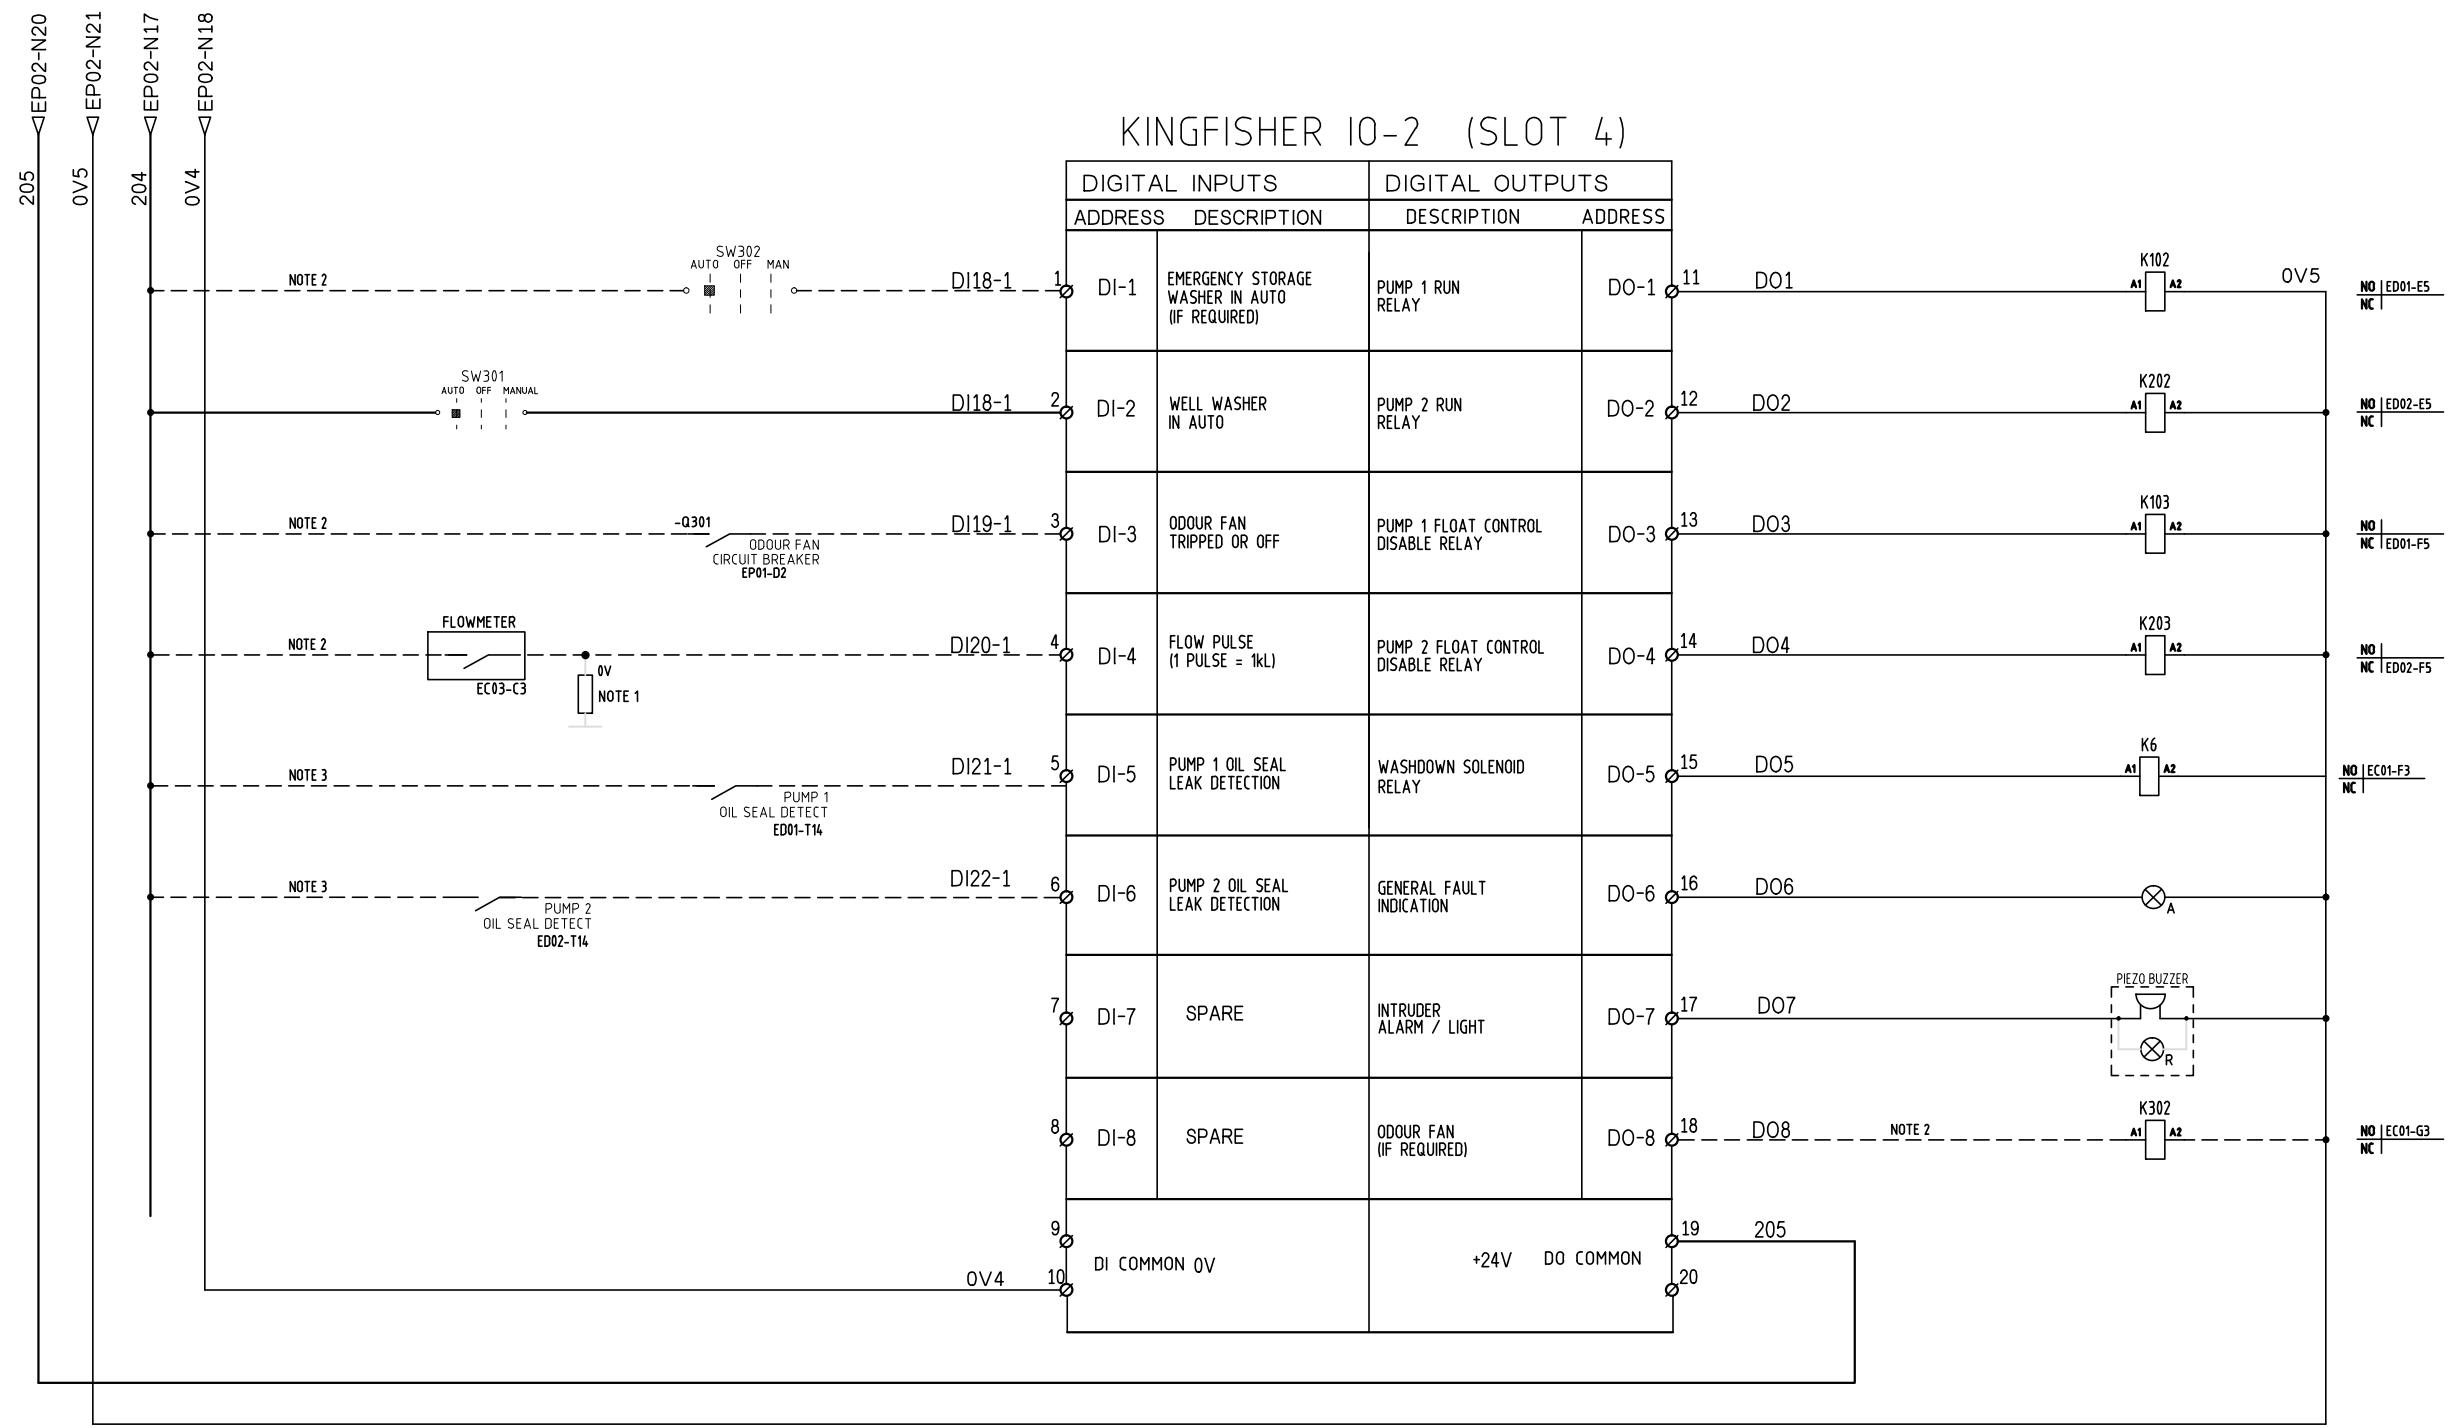 EP02-N20
EP02-N21
EP02-N17
EP02-N18
205
0V5
204
0V4
KINGFISHER IO-2 (SLOT 4)
DIGITAL INPUTS
DIGITAL OUTPUTS
ADDRESS DESCRIPTION
DESCRIPTION ADDRESS
NOTE 2
SW302
AUTO OFF MAN
DI18-1
1
DI-1
EMERGENCY STORAGE
WASHER IN AUTO
(IF REQUIRED)
PUMP 1 RUN
RELAY
DO-1
11
DO1
K102
A1
A2
0V5
NO ED01-E5
NC
SW301
AUTO OFF MANUAL
DI18-1
2
DI-2
WELL WASHER
IN AUTO
PUMP 2 RUN
RELAY
DO-2
12
DO2
K202
A1
A2
NO ED02-E5
NC
NOTE 2
-Q301
ODOUR FAN
CIRCUIT BREAKER
EP01-D2
DI19-1
3
DI-3
ODOUR FAN
TRIPPED OR OFF
PUMP 1 FLOAT CONTROL
DISABLE RELAY
DO-3
13
DO3
K103
A1
A2
NO
NC ED01-F5
NOTE 2
FLOWMETER
EC03-C3
0V
NOTE 1
DI20-1
4
DI-4
FLOW PULSE
(1 PULSE = 1kL)
PUMP 2 FLOAT CONTROL
DISABLE RELAY
DO-4
14
DO4
K203
A1
A2
NO
NC ED02-F5
NOTE 3
PUMP 1
OIL SEAL DETECT
ED01-T14
DI21-1
5
DI-5
PUMP 1 OIL SEAL
LEAK DETECTION
WASHDOWN SOLENOID
RELAY
DO-5
15
DO5
K6
A1
A2
NO EC01-F3
NC
NOTE 3
PUMP 2
OIL SEAL DETECT
ED02-T14
DI22-1
6
DI-6
PUMP 2 OIL SEAL
LEAK DETECTION
GENERAL FAULT
INDICATION
DO-6
16
DO6
A
7
DI-7
SPARE
INTRUDER
ALARM / LIGHT
DO-7
17
DO7
PIEZO BUZZER
R
8
DI-8
SPARE
ODOUR FAN
(IF REQUIRED)
DO-8
18
DO8
NOTE 2
K302
A1
A2
NO EC01-G3
NC
9
DI COMMON 0V
+24V DO COMMON
19
205
0V4
10
20